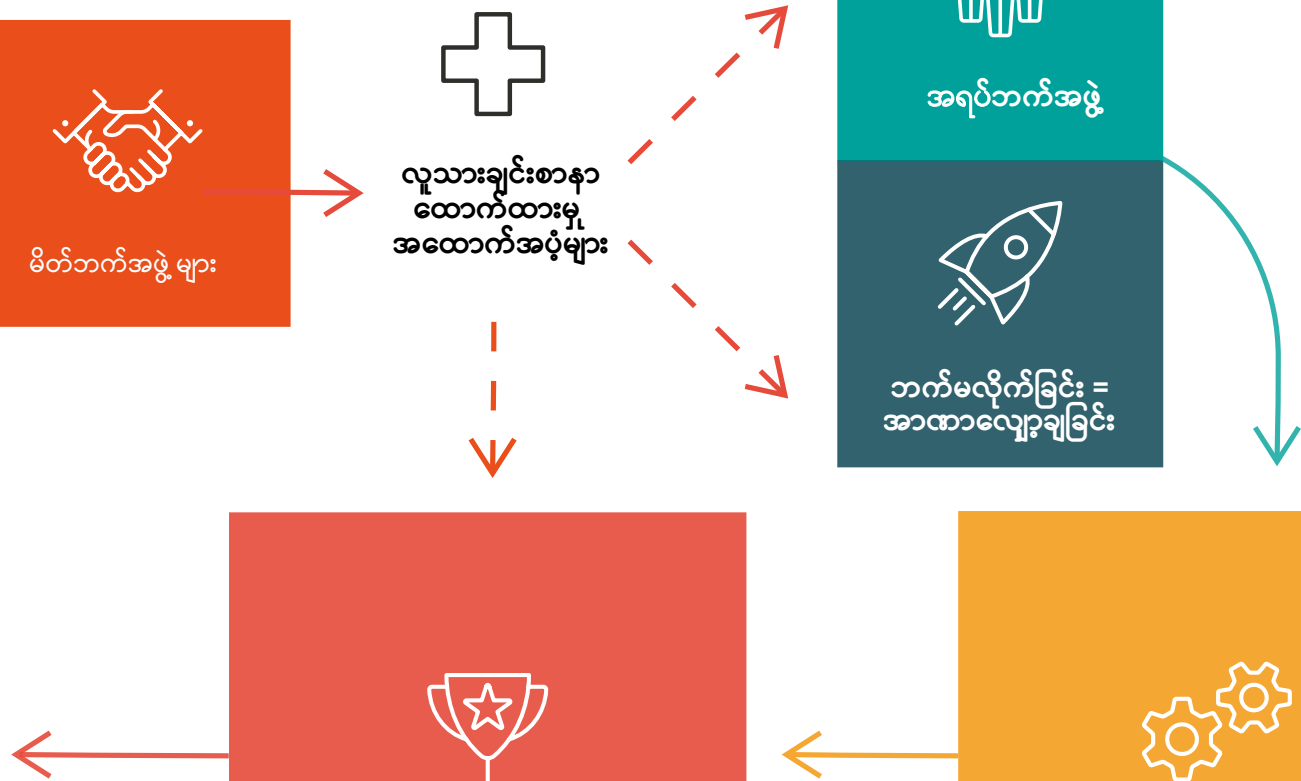 မိတ်ဘက်အဖွဲ့ များ
လူသားချင်းစာနာ
ထောက်ထားမှု
အထောက်အပံ့များ
အရပ်ဘက်အဖွဲ့
ဘက်မလိုက်ခြင်း =
အာဏာလျှော့ချခြင်း